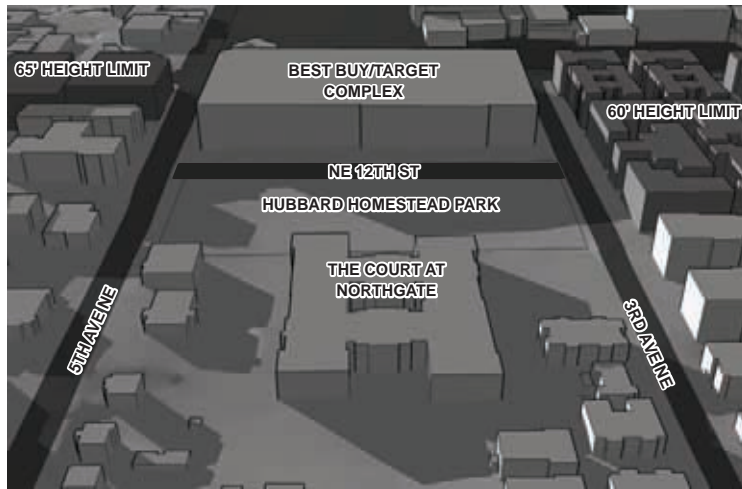 65' HEIGHT LIMIT
BEST BUY/TARGET
COMPLEX
60' HEIGHT LIMIT
NE 12TH ST
HUBBARD HOMESTEAD PARK
THE COURT AT
NORTHGATE
5TH AVE NE
3RD AVE NE